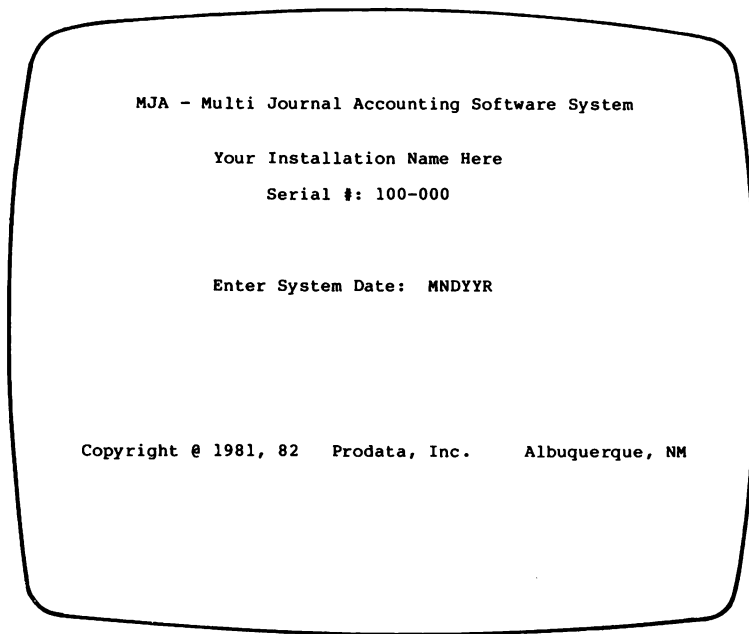 MJA - Multi Journal Accounting Software System
Your Installation Name Here
Serial #: 100-000
Enter System Date: MNDYYR
Copyright @ 1981, 82 Prodata, Inc. Albuquerque, NM